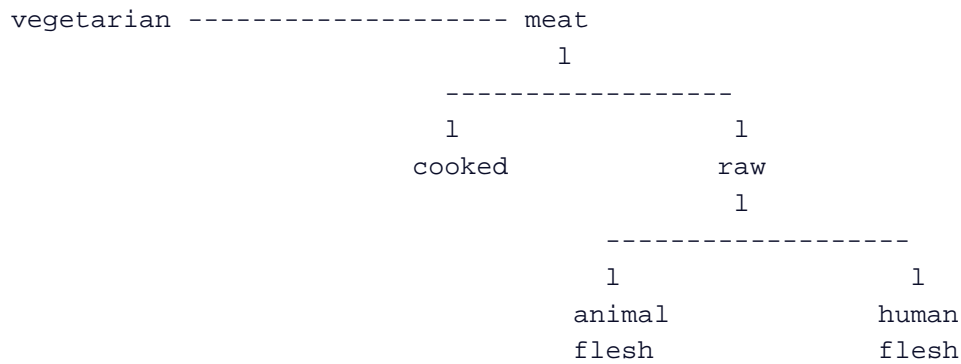 vegetarian -------------------- meat
l
------------------
l l
cooked raw
l
-------------------
l l
animal human
flesh flesh